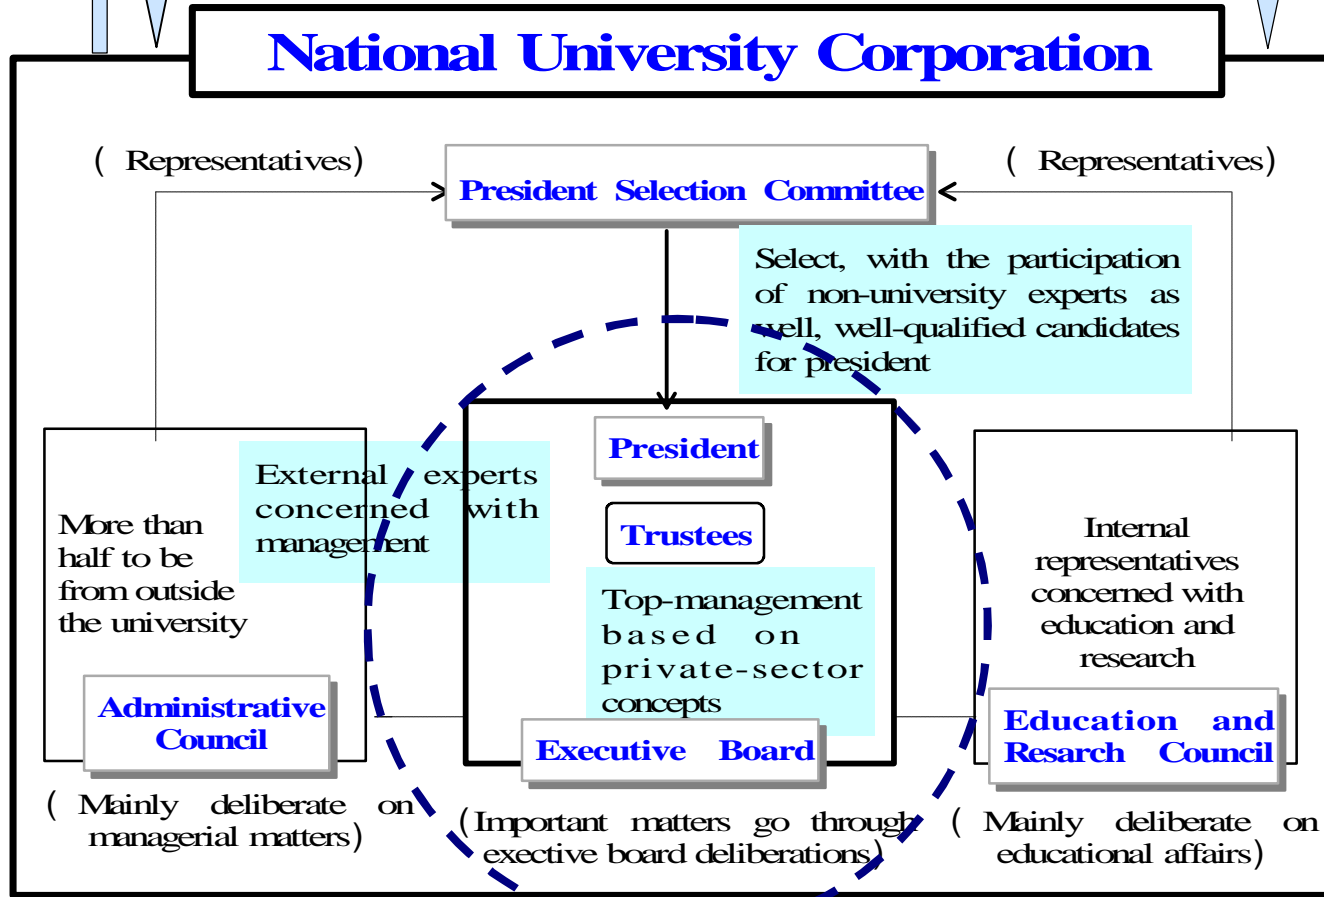 National University Corporation
( Representatives)
President Selection Committee
( Representatives)
Select, with the participation
of non-university experts as
well, well-qualified candidates
for president
External experts
concerned with
management
More than
half to be
from outside
the university
Administrative
Council
( Mainly deliberate on
managerial matters)
President
Trustees
Top-management
based on
private-sector
concepts
Executive Board
(Important matters go through
exective board deliberations)
Internal
representatives
concerned with
education and
research
Education and
Resarch Council
( Mainly deliberate on
educational affairs)